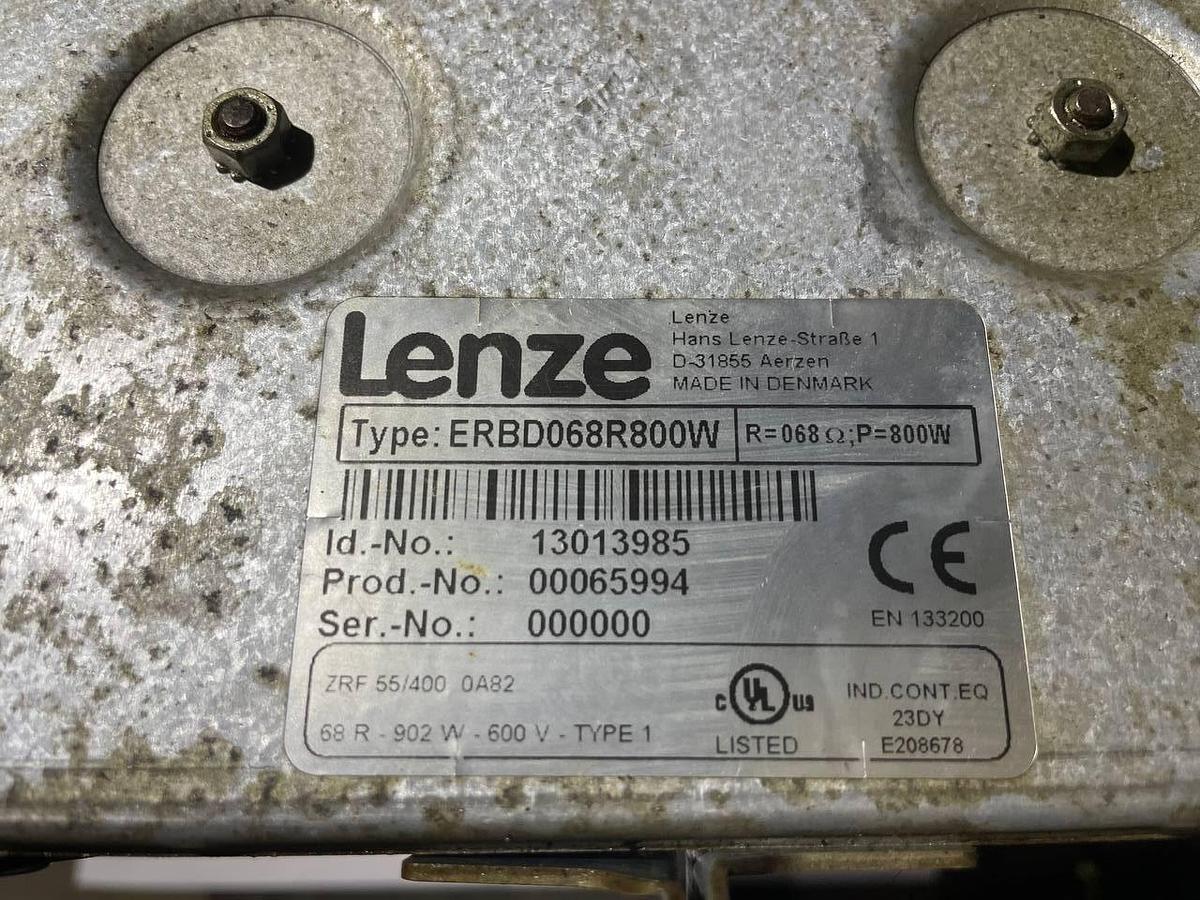 Lenze
Lenze
Hans Lenze-Straße 1
D-31855 Aerzen
MADE IN DENMARK
Type: ERBD068R800W
R=068 Ω;P=800W
Id.-No.: 13013985
Prod.-No.: 00065994
Ser.-No.: 000000
CE
EN 133200
ZRF 55/400 0A82
68 R - 902 W - 600 V - TYPE 1
c UL us
LISTED
IND.CONT.EQ
23DY
E208678